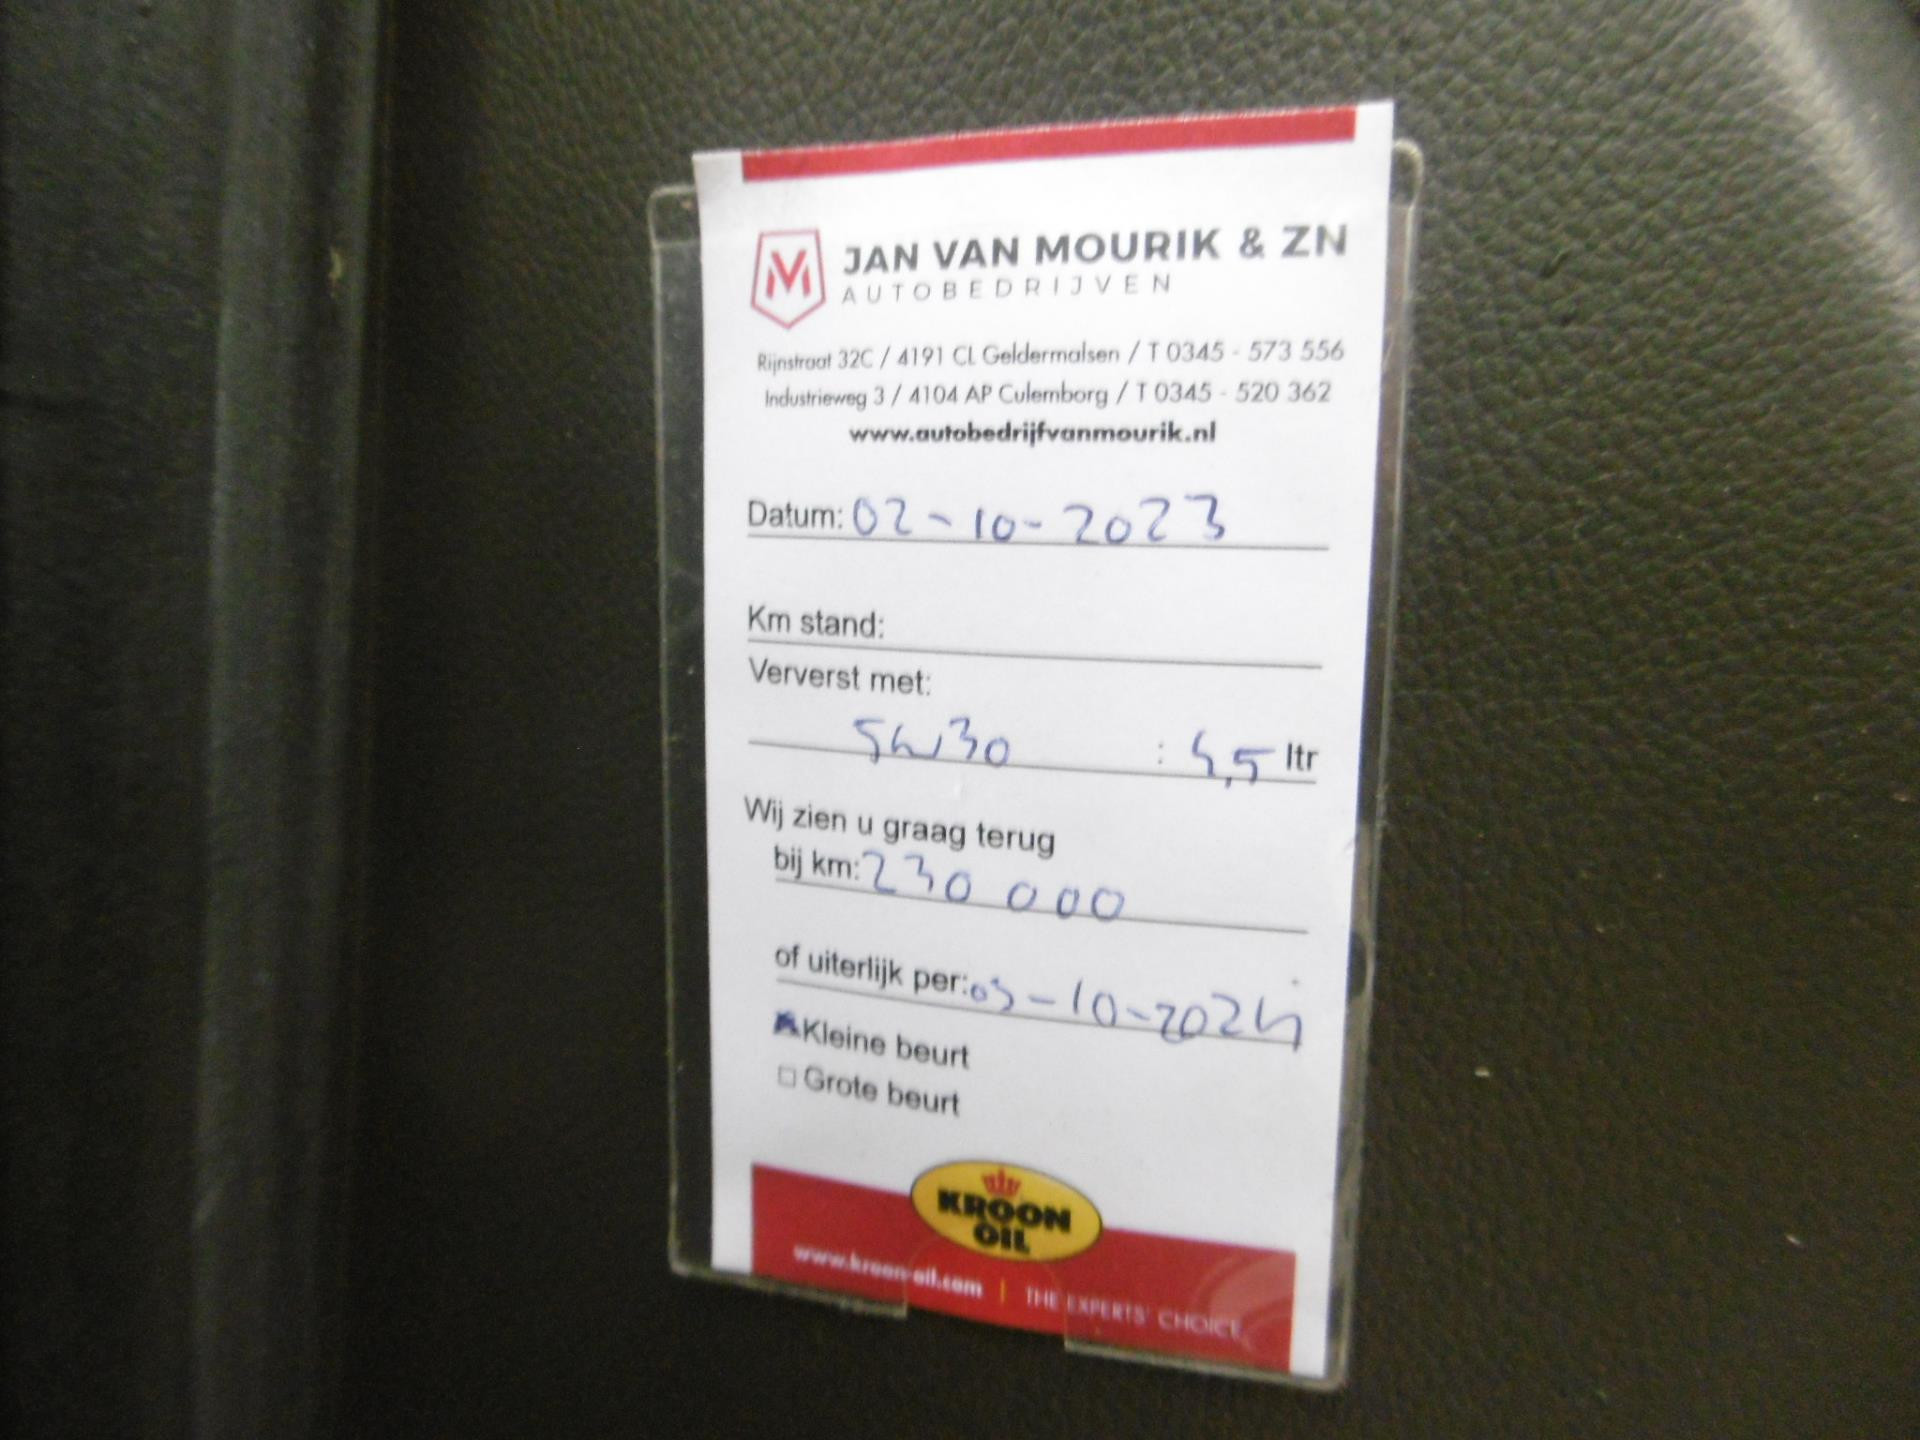 JAN VAN MOURIK & ZN
AUTOBEDRIJVEN
Rijnstraat 32C / 4191 CL Geldermalsen / T 0345 - 573 556
Industrieweg 3 / 4104 AP Culemborg / T 0345 - 520 362
www.autobedrijfvanmourik.nl
Datum: 02-10-2023
Km stand:
Ververst met:
5W30 : 4,5 ltr
Wij zien u graag terug
bij km: 230 000
of uiterlijk per: 03-10-2024
Kleine beurt
Grote beurt
KROON
OIL
www.kroon-oil.com | THE EXPERTS' CHOICE